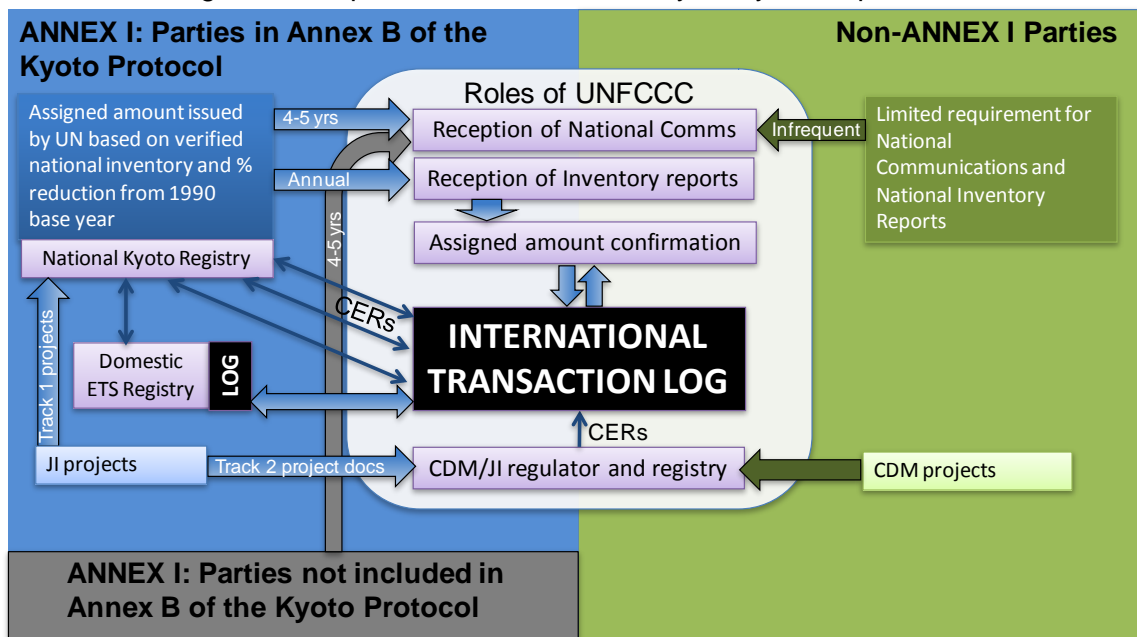 ANNEX I: Parties in Annex B of the
Kyoto Protocol
Non-ANNEX I Parties
Roles of UNFCCC
Assigned amount issued
by UN based on verified
national inventory and %
reduction from 1990
base year
4-5 yrs
Reception of National Comms
Infrequent
Limited requirement for
National
Communications and
National Inventory
Reports
Annual
Reception of Inventory reports
4-5 yrs
Assigned amount confirmation
National Kyoto Registry
CERs
INTERNATIONAL
TRANSACTION LOG
Domestic
ETS Registry
LOG
Track 1 projects
CERs
JI projects
Track 2 project docs
CDM/JI regulator and registry
CDM projects
ANNEX I: Parties not included in
Annex B of the Kyoto Protocol